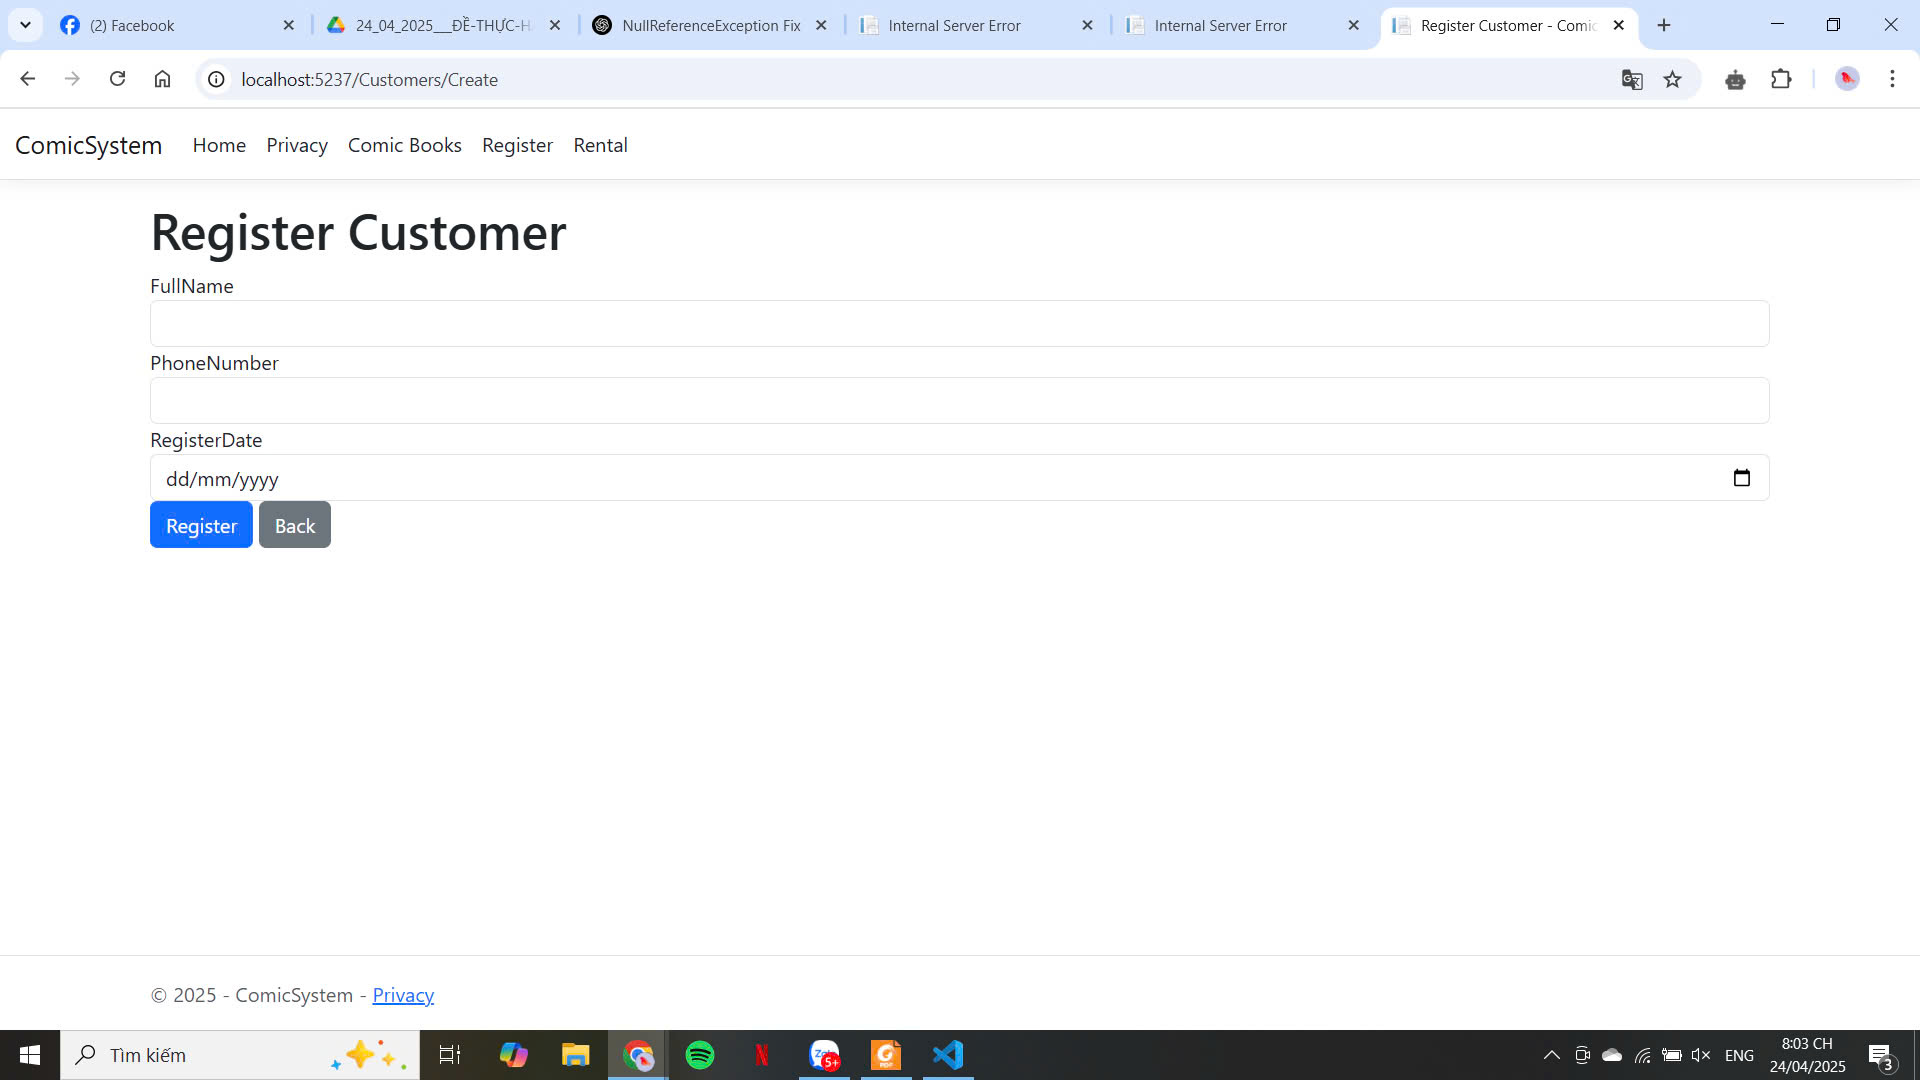 (2) Facebook
24_04_2025___ĐỀ-THỰC-H
NullReferenceException Fix
Internal Server Error
Internal Server Error
Register Customer - Comic
localhost:5237/Customers/Create
ComicSystem
Home
Privacy
Comic Books
Register
Rental
Register Customer
FullName
PhoneNumber
RegisterDate
dd/mm/yyyy
Register
Back
© 2025 - ComicSystem - Privacy
Tìm kiếm
5+
ENG
8:03 CH
24/04/2025
3